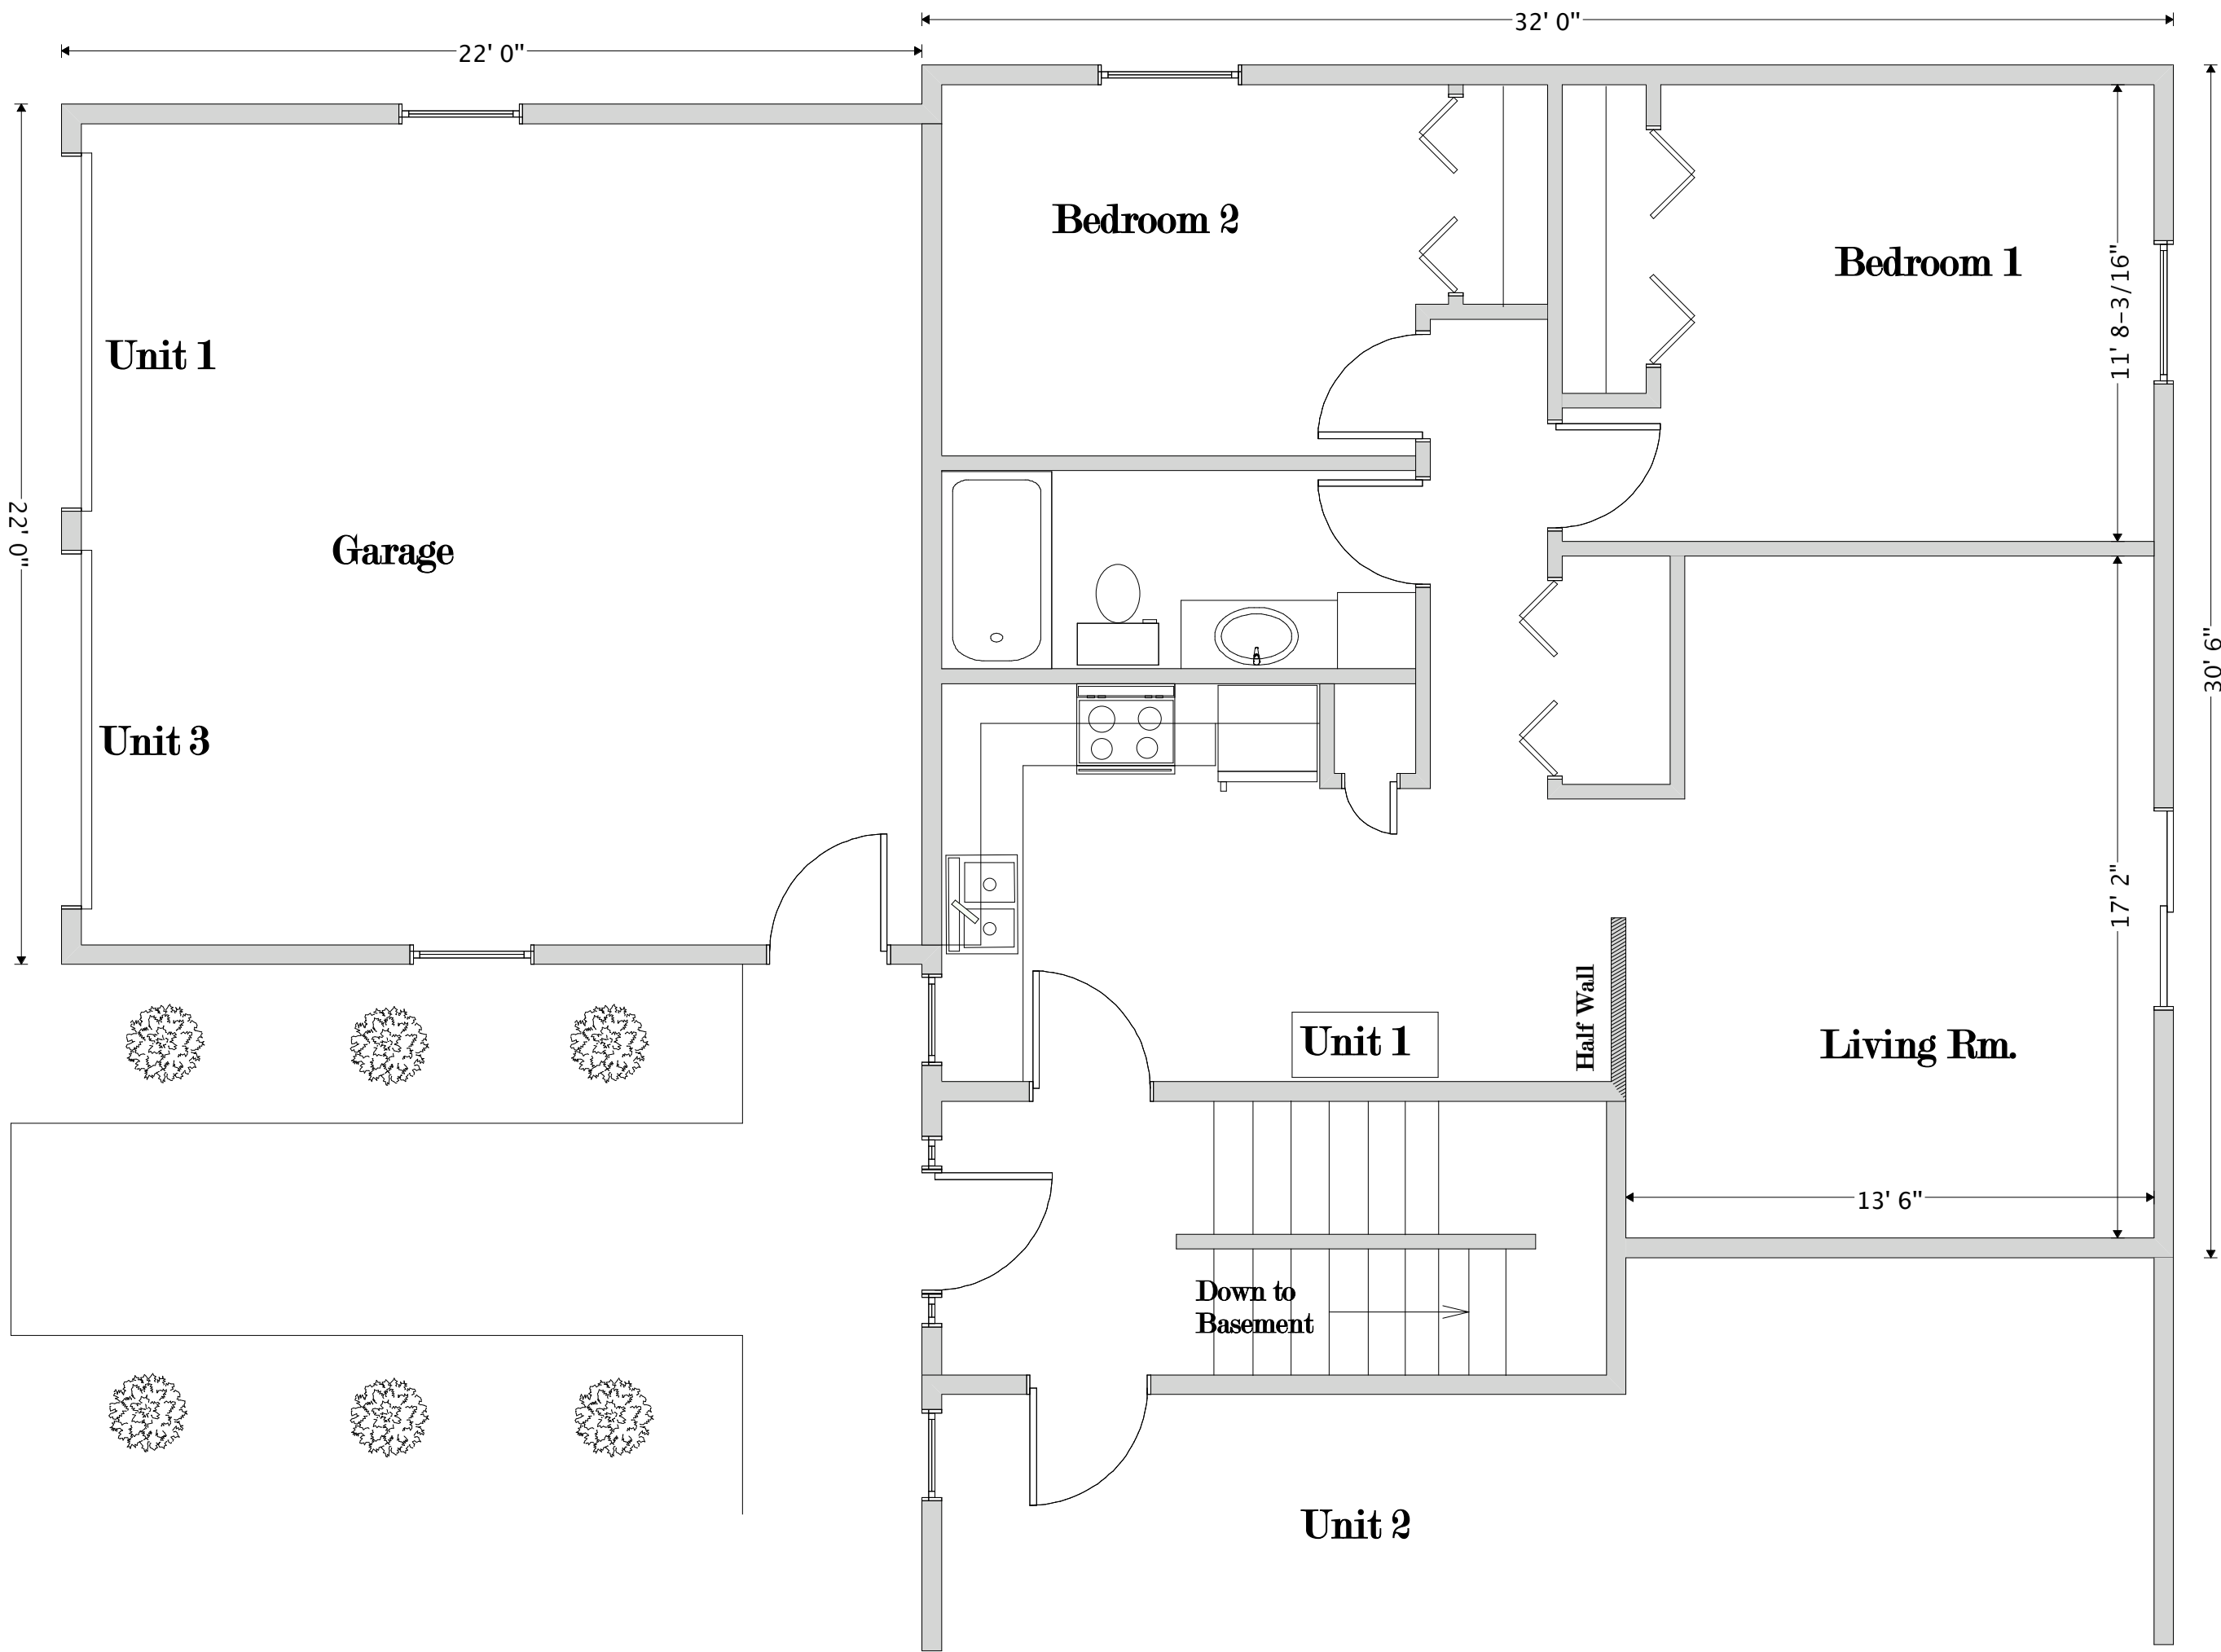 32' 0"
22' 0"
Bedroom 2
Bedroom 1
11' 8-3/16"
Unit 1
22' 0"
Garage
30' 6"
Unit 3
17' 2"
Half Wall
Unit 1
Living Rm.
13' 6"
Down to
Basement
Unit 2